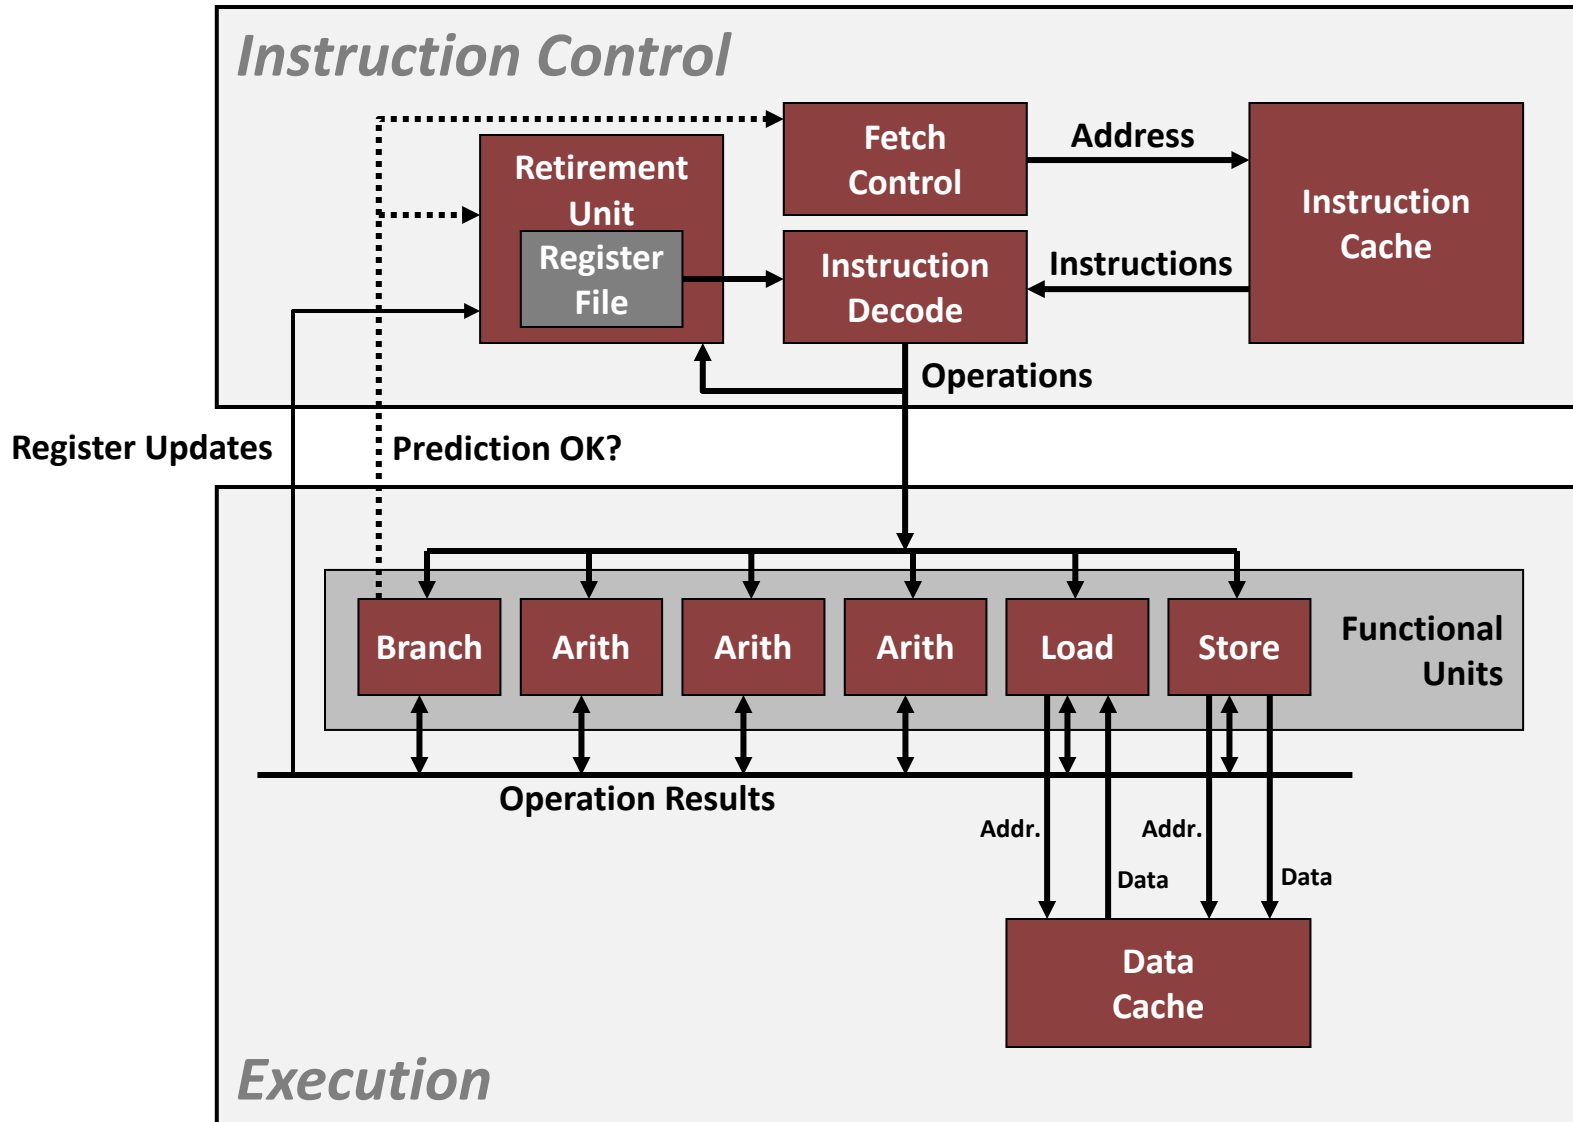 Instruction Control
Retirement
Unit
Register
File
Fetch
Control
Address
Instruction
Cache
Instruction
Decode
Instructions
Operations
Register Updates
Prediction OK?
Branch
Arith
Arith
Arith
Load
Store
Functional
Units
Operation Results
Addr.
Addr.
Data
Data
Data
Cache
Execution